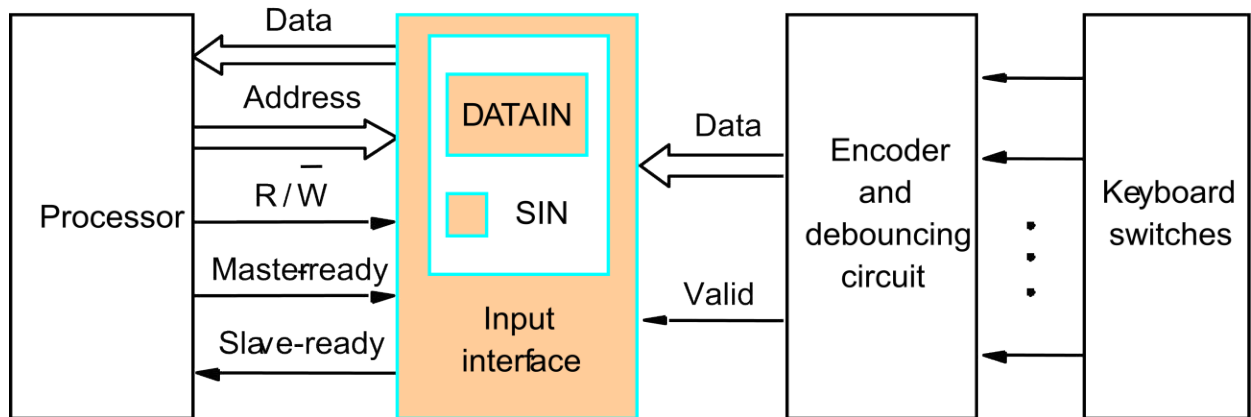 Processor
Data
Address
R / W̅
Master-ready
Slave-ready
DATAIN
SIN
Input
interface
Data
Valid
Encoder
and
debouncing
circuit
Keyboard
switches